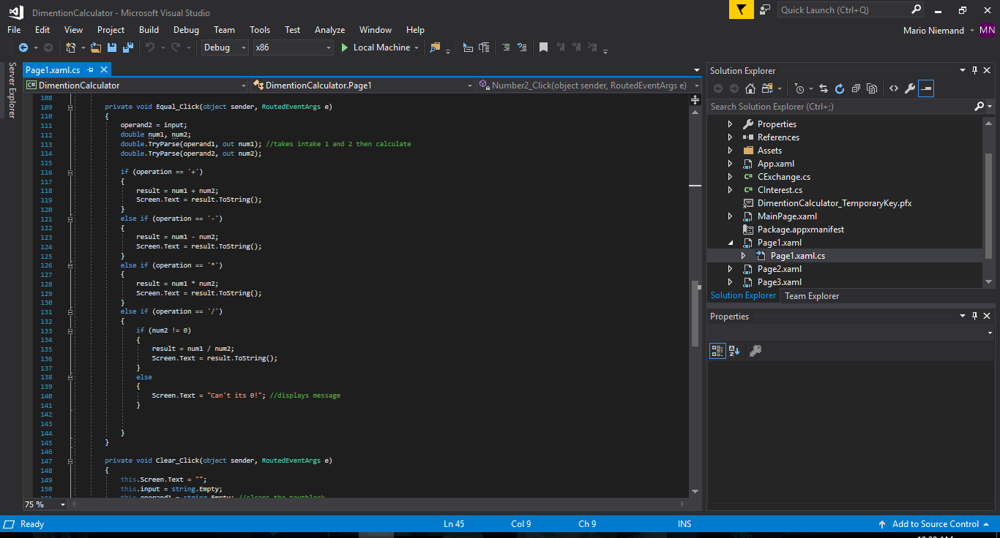 DimentionCalculator - Microsoft Visual Studio
Quick Launch (Ctrl+Q)
File Edit View Project Build Debug Team Tools Test Analyze Window Help
Mario Niemand MN
Debug x86 Local Machine
Server Explorer
Page1.xaml.cs
C# DimentionCalculator DimentionCalculator.Page1 Number2_Click(object sender, RoutedEventArgs e)
108
109 private void Equal_Click(object sender, RoutedEventArgs e)
110 {
111 operand2 = input;
112 double num1, num2;
113 double.TryParse(operand1, out num1); //takes intake 1 and 2 then calculate
114 double.TryParse(operand2, out num2);
115
116 if (operation == '+')
117 {
118 result = num1 + num2;
119 Screen.Text = result.ToString();
120 }
121 else if (operation == '-')
122 {
123 result = num1 - num2;
124 Screen.Text = result.ToString();
125 }
126 else if (operation == '*')
127 {
128 result = num1 * num2;
129 Screen.Text = result.ToString();
130 }
131 else if (operation == '/')
132 {
133 if (num2 != 0)
134 {
135 result = num1 / num2;
136 Screen.Text = result.ToString();
137 }
138 else
139 {
140 Screen.Text = "Can't its 0!"; //displays message
141 }
142
143
144 }
145 }
146
147 private void Clear_Click(object sender, RoutedEventArgs e)
148 {
149 this.Screen.Text = "";
150 this.input = string.Empty;
this.operand1 = string.Empty; //clears the textblock
75 %
Solution Explorer
Search Solution Explorer (Ctrl+;)
Properties
References
Assets
App.xaml
C# CExchange.cs
C# CInterest.cs
DimentionCalculator_TemporaryKey.pfx
MainPage.xaml
Package.appxmanifest
Page1.xaml
Page1.xaml.cs
Page2.xaml
Page3.xaml
Solution Explorer Team Explorer
Properties
Ready Ln 45 Col 9 Ch 9 INS Add to Source Control